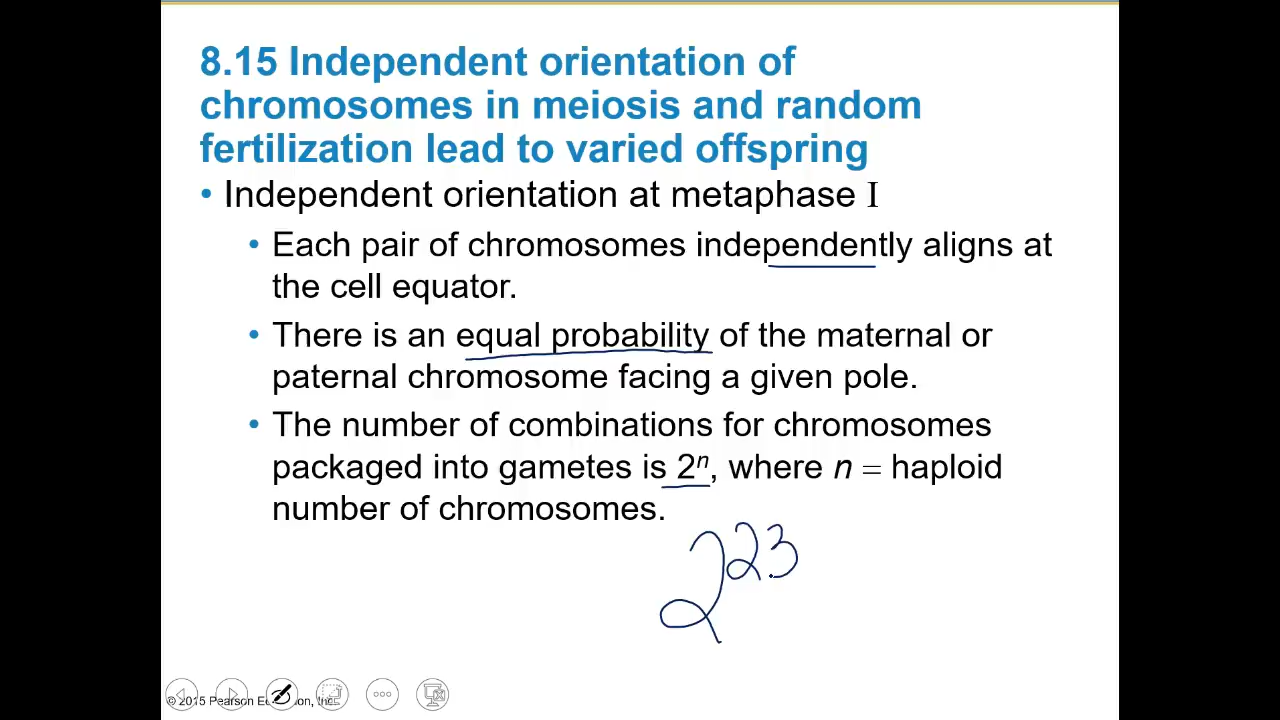 8.15 Independent orientation of
chromosomes in meiosis and random
fertilization lead to varied offspring
• Independent orientation at metaphase I
• Each pair of chromosomes independently aligns at
the cell equator.
• There is an equal probability of the maternal or
paternal chromosome facing a given pole.
• The number of combinations for chromosomes
packaged into gametes is 2ⁿ, where n = haploid
number of chromosomes.
2²³
© 2015 Pearson Inc.